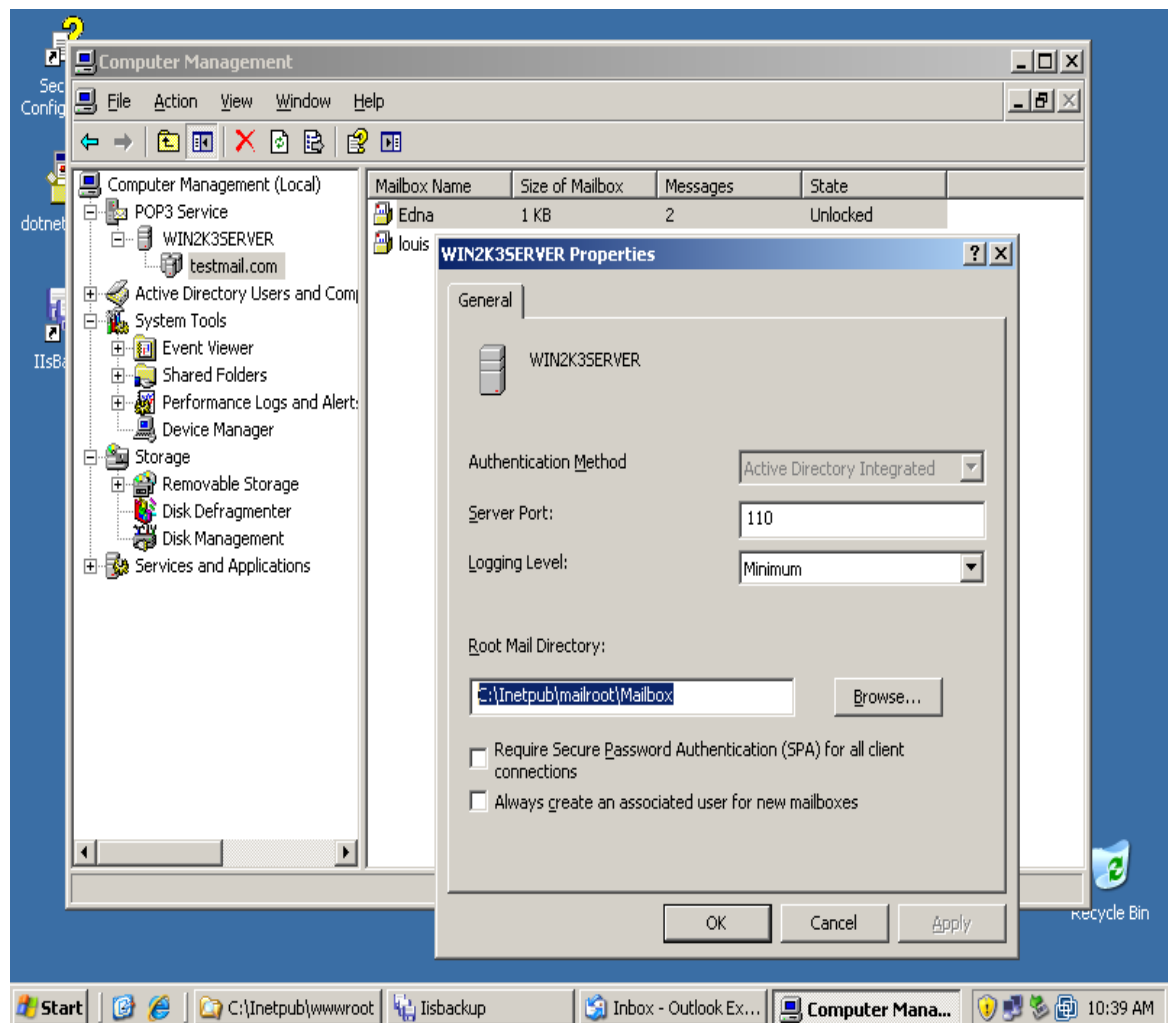 Computer Management
Sec
Config
File Action View Window Help
dotnet
IIsBa
Computer Management (Local)
POP3 Service
WIN2K3SERVER
testmail.com
Active Directory Users and Com
System Tools
Event Viewer
Shared Folders
Performance Logs and Alert
Device Manager
Storage
Removable Storage
Disk Defragmenter
Disk Management
Services and Applications
Mailbox Name Size of Mailbox Messages State
Edna 1 KB 2 Unlocked
louis
WIN2K3SERVER Properties
General
WIN2K3SERVER
Authentication Method Active Directory Integrated
Server Port: 110
Logging Level: Minimum
Root Mail Directory:
C:\Inetpub\mailroot\Mailbox Browse...
Require Secure Password Authentication (SPA) for all client
connections
Always create an associated user for new mailboxes
OK Cancel Apply
Recycle Bin
Start C:\Inetpub\wwwroot Iisbackup Inbox - Outlook Ex... Computer Mana... 10:39 AM